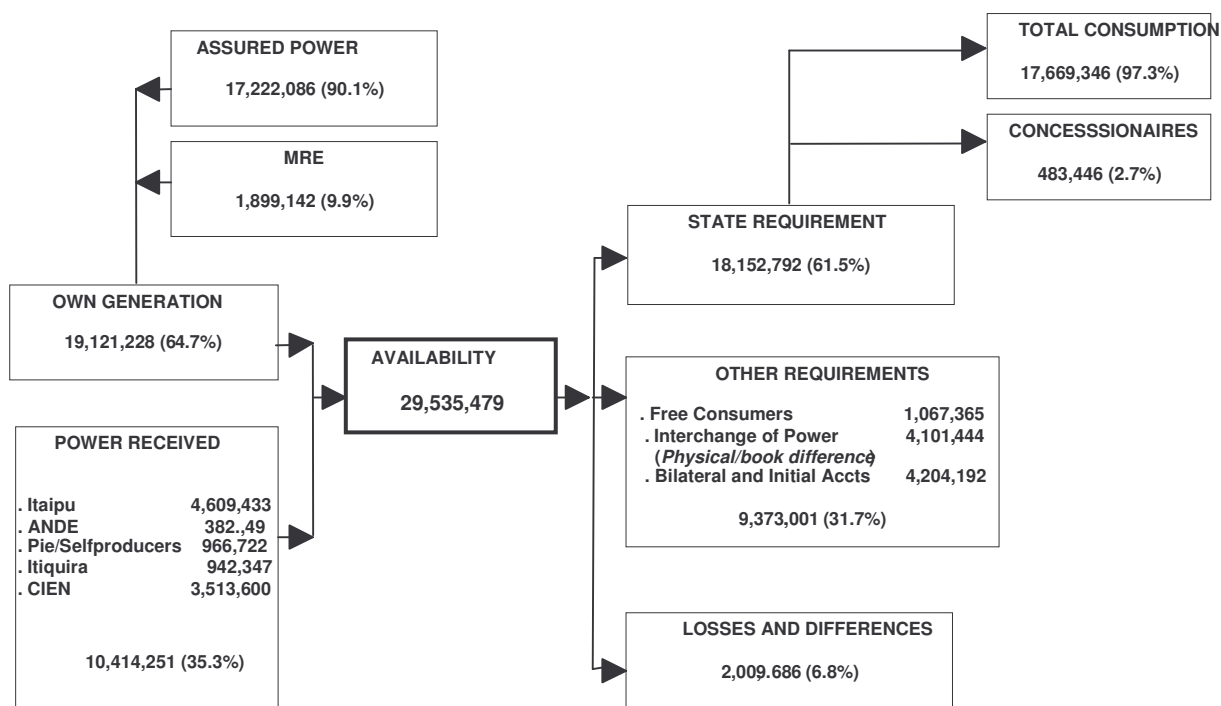 ASSURED POWER
17,222,086 (90.1%)
MRE
1,899,142 (9.9%)
OWN GENERATION
19,121,228 (64.7%)
POWER RECEIVED
. Itaipu 4,609,433
. ANDE 382.,49
. Pie/Selfproducers 966,722
. Itiquira 942,347
. CIEN 3,513,600
10,414,251 (35.3%)
AVAILABILITY
29,535,479
TOTAL CONSUMPTION
17,669,346 (97.3%)
CONCESSSIONAIRES
483,446 (2.7%)
STATE REQUIREMENT
18,152,792 (61.5%)
OTHER REQUIREMENTS
. Free Consumers 1,067,365
. Interchange of Power 4,101,444
(Physical/book difference)
. Bilateral and Initial Accts 4,204,192
9,373,001 (31.7%)
LOSSES AND DIFFERENCES
2,009.686 (6.8%)